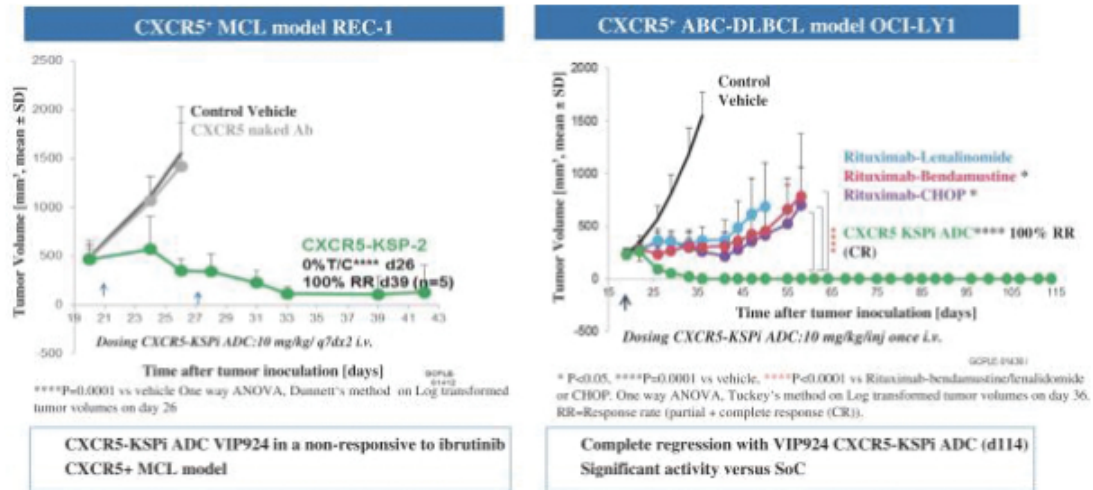 CXCR5⁺ MCL model REC-1
Tumor Volume [mm³, mean ± SD]
2500
2000
1500
1000
500
0
-500
Control Vehicle
CXCR5 naked Ab
CXCR5-KSP-2
0%T/C**** d26
100% RR d39 (n=5)
19 21 23 25 27 29 31 33 35 37 39 41 43
Dosing CXCR5-KSPi ADC:10 mg/kg/ q7dx2 i.v.
Time after tumor inoculation [days]
****P=0.0001 vs vehicle One way ANOVA, Dunnett's method on Log transformed
tumor volumes on day 26
CXCR5-KSPi ADC VIP924 in a non-responsive to ibrutinib
CXCR5+ MCL model
CXCR5⁺ ABC-DLBCL model OCI-LY1
Tumor Volume [mm³, mean ± SD]
2000
1500
1000
500
0
-500
Control
Vehicle
Rituximab-Lenalinomide
Rituximab-Bendamustine *
Rituximab-CHOP *
CXCR5 KSPi ADC**** 100% RR
(CR)
****
15 25 35 45 55 65 75 85 95 105 115
Time after tumor inoculation [days]
Dosing CXCR5-KSPi ADC:10 mg/kg/inj once i.v.
* P<0.05, ****P=0.0001 vs vehicle, ****P<0.0001 vs Rituximab-bendamustine/lenalidomide
or CHOP. One way ANOVA, Tuckey's method on Log transformed tumor volumes on day 36.
RR=Response rate (partial + complete response (CR)).
Complete regression with VIP924 CXCR5-KSPi ADC (d114)
Significant activity versus SoC